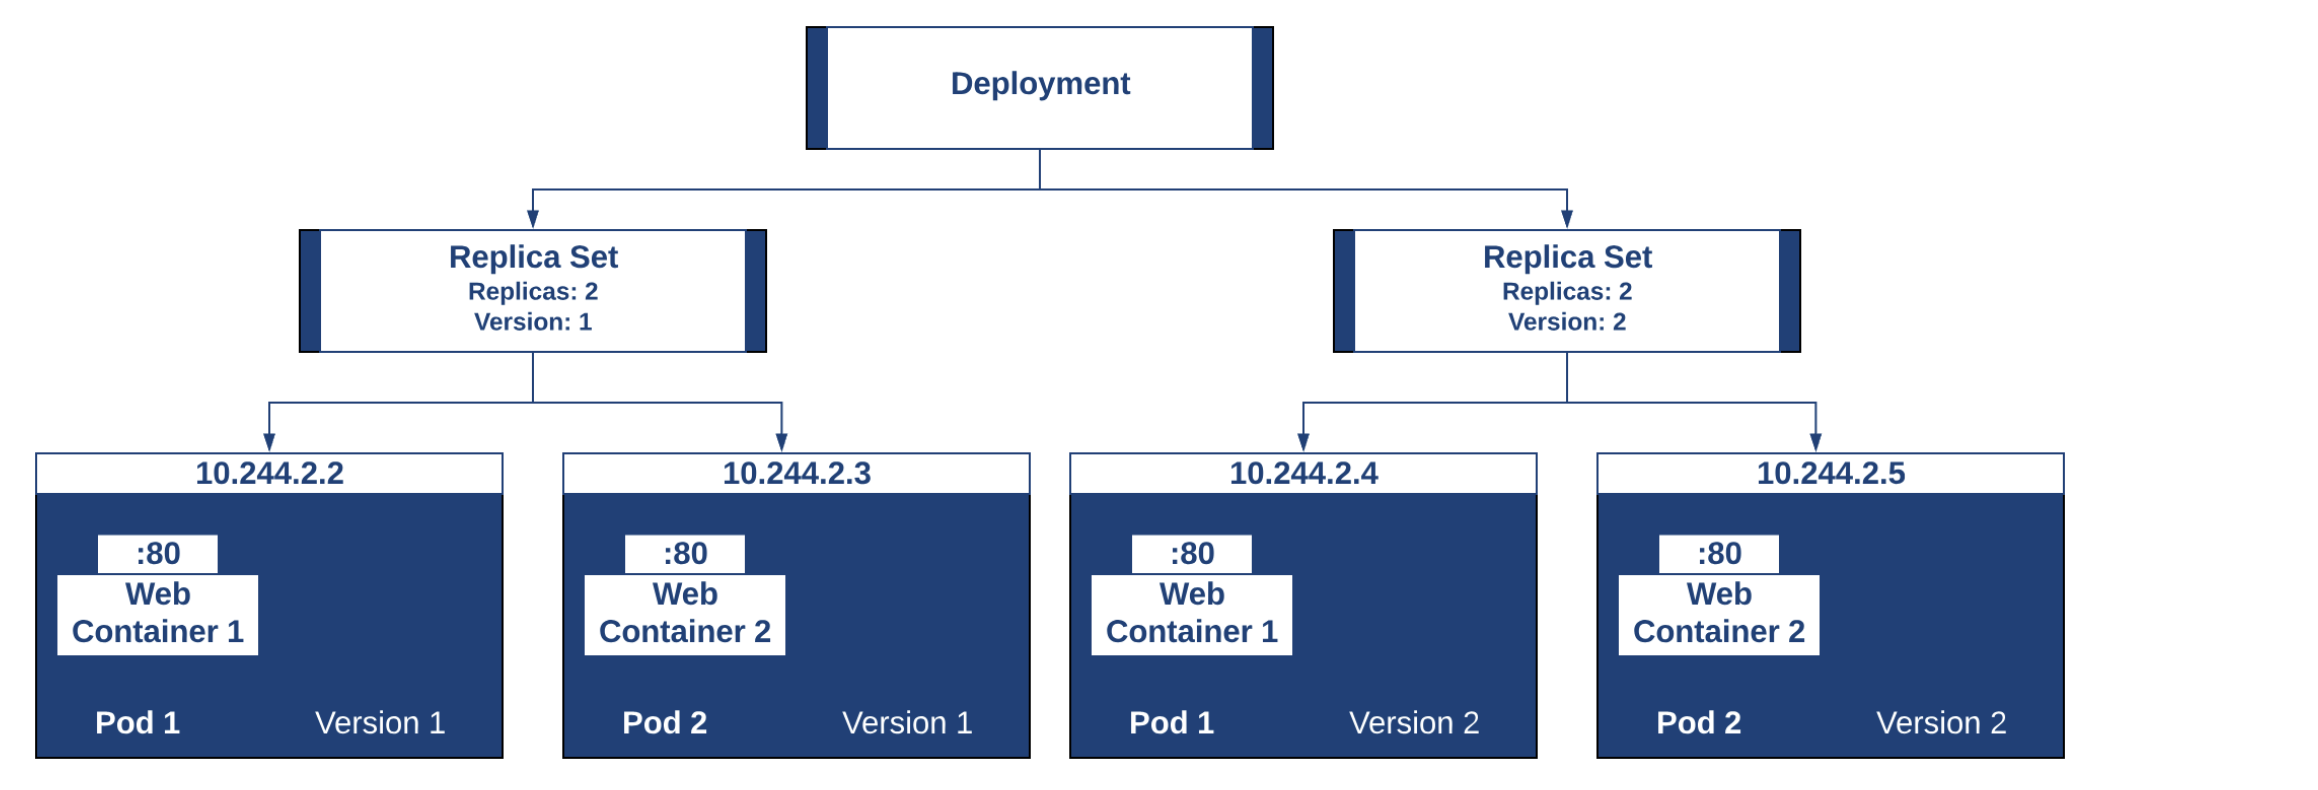 Deployment
Replica Set
Replicas: 2
Version: 1
Replica Set
Replicas: 2
Version: 2
10.244.2.2
:80
Web
Container 1
Pod 1
Version 1
10.244.2.3
:80
Web
Container 2
Pod 2
Version 1
10.244.2.4
:80
Web
Container 1
Pod 1
Version 2
10.244.2.5
:80
Web
Container 2
Pod 2
Version 2